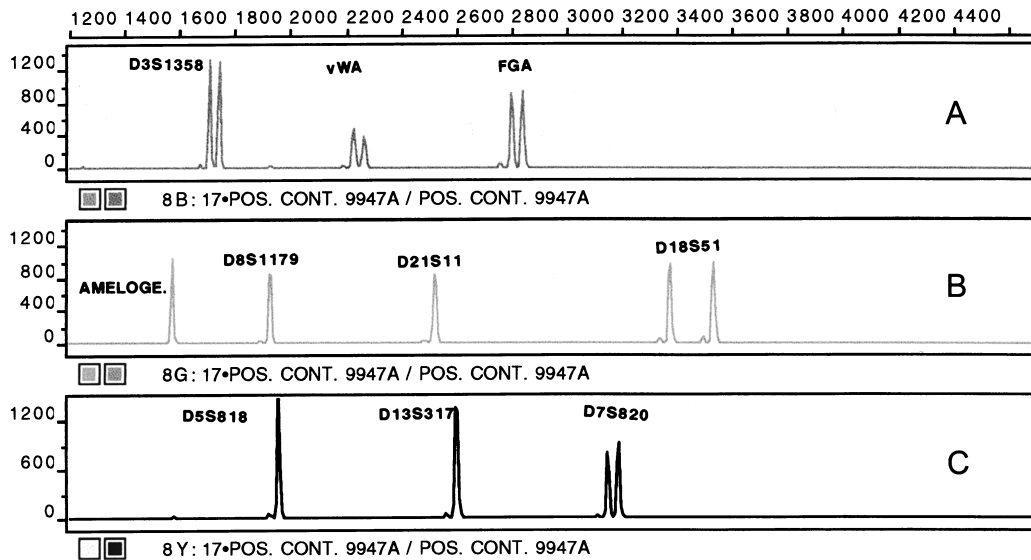 1200 1400 1600 1800 2000 2200 2400 2600 2800 3000 3200 3400 3600 3800 4000 4200 4400
1200
800
400
0
D3S1358 vWA FGA
A
8B: 17•POS. CONT. 9947A / POS. CONT. 9947A
1200
800
400
0
AMELOGE. D8S1179 D21S11 D18S51
B
8G: 17•POS. CONT. 9947A / POS. CONT. 9947A
1200
600
0
D5S818 D13S317 D7S820
C
8Y: 17•POS. CONT. 9947A / POS. CONT. 9947A